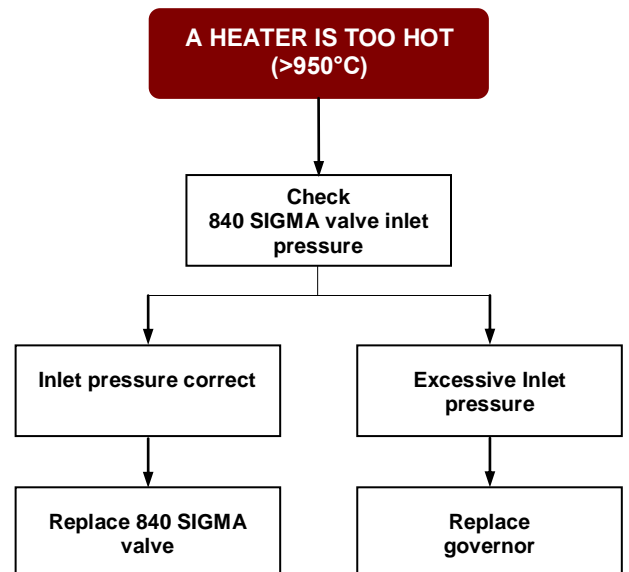 A HEATER IS TOO HOT
(>950°C)
Check
840 SIGMA valve inlet
pressure
Inlet pressure correct
Excessive Inlet
pressure
Replace 840 SIGMA
valve
Replace
governor